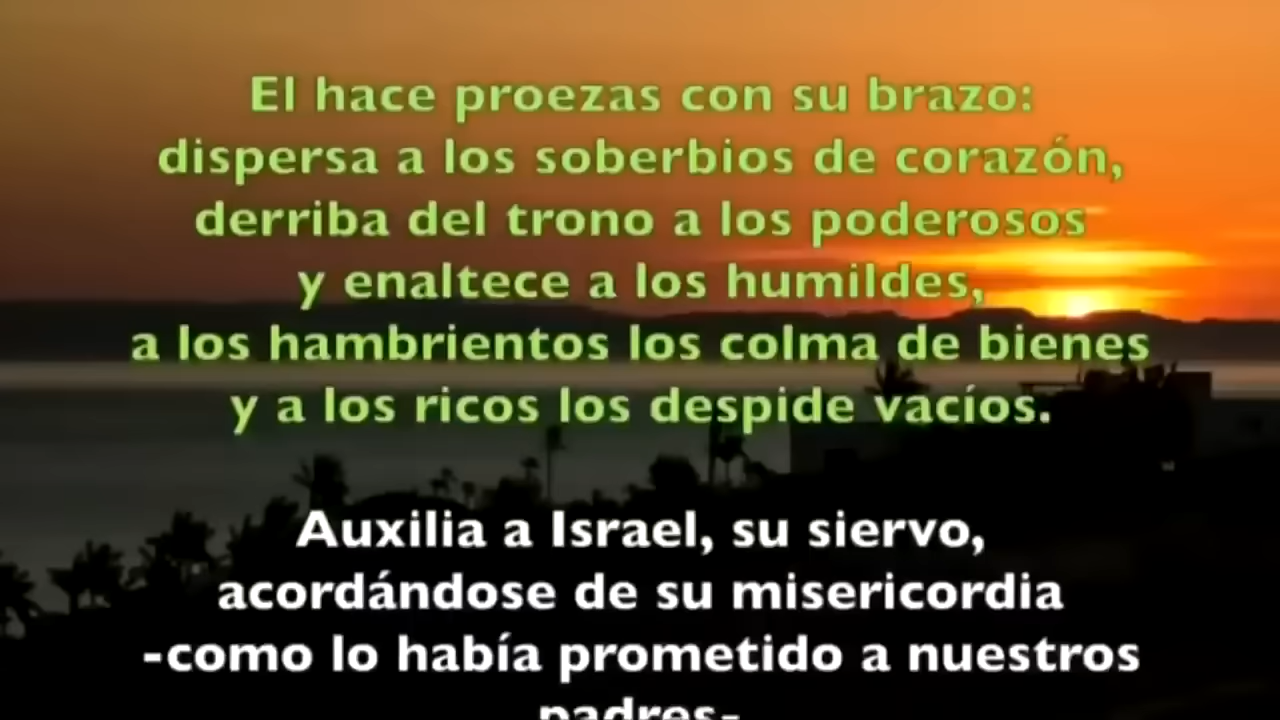 El hace proezas con su brazo:
dispersa a los soberbios de corazón,
derriba del trono a los poderosos
y enaltece a los humildes,
a los hambrientos los colma de bienes
y a los ricos los despide vacíos.
Auxilia a Israel, su siervo,
acordándose de su misericordia
-como lo había prometido a nuestros
padres-